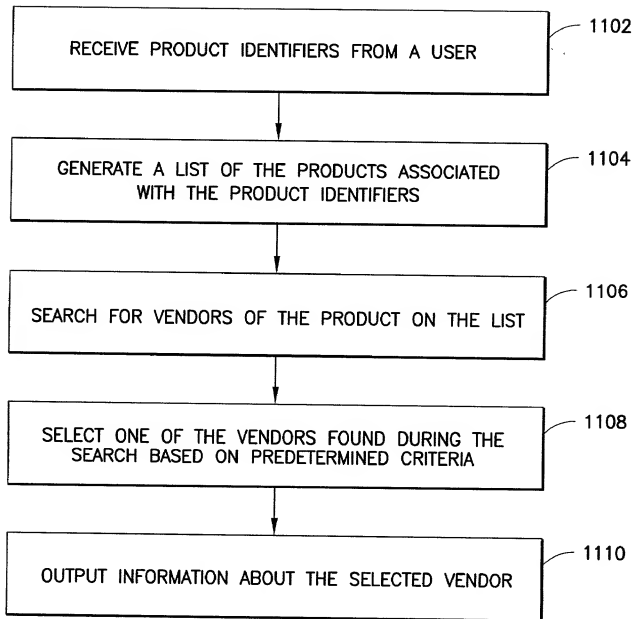 1102
RECEIVE PRODUCT IDENTIFIERS FROM A USER
1104
GENERATE A LIST OF THE PRODUCTS ASSOCIATED
WITH THE PRODUCT IDENTIFIERS
1106
SEARCH FOR VENDORS OF THE PRODUCT ON THE LIST
1108
SELECT ONE OF THE VENDORS FOUND DURING THE
SEARCH BASED ON PREDETERMINED CRITERIA
1110
OUTPUT INFORMATION ABOUT THE SELECTED VENDOR